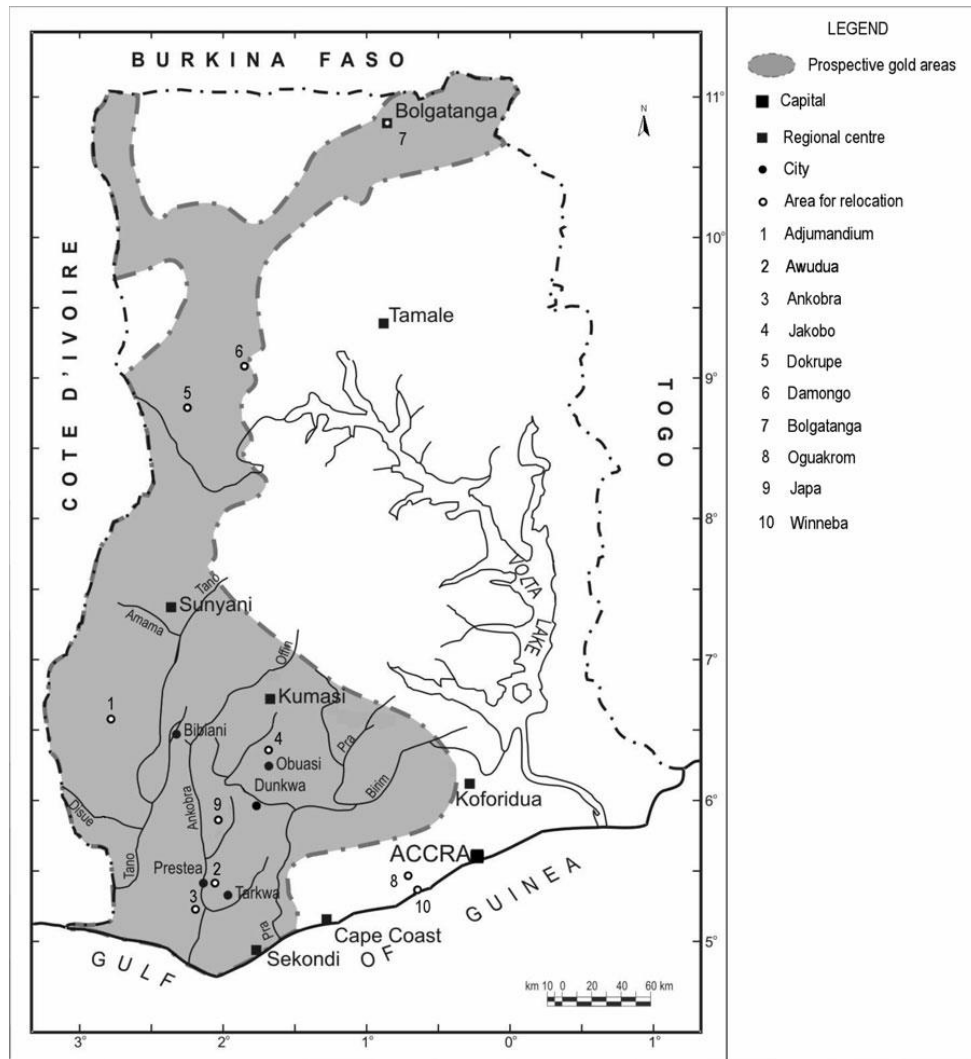 BURKINA FASO
LEGEND
Prospective gold areas
Capital
Regional centre
City
Area for relocation
1 Adjumandium
2 Awudua
3 Ankobra
4 Jakobo
5 Dokrupe
6 Damongo
7 Bolgatanga
8 Oguakrom
9 Japa
10 Winneba
N
11°
Bolgatanga
7
10°
COTE D'IVOIRE
Tamale
6
9°
5
TOGO
8°
VOLTA
LAKE
Tano
Sunyani
Amama
Offin
7°
1
Kumasi
Bibiani
4
Pra
Obuasi
Dunkwa
Birim
Koforidua
6°
Disue
Ankobra
9
ACCRA
Tano
Prestea
2
8
Tarkwa
10
3
Pra
Cape Coast
5°
Sekondi
GULF OF GUINEA
km 10 0 20 40 60 km
3° 2° 1° 0° 1°